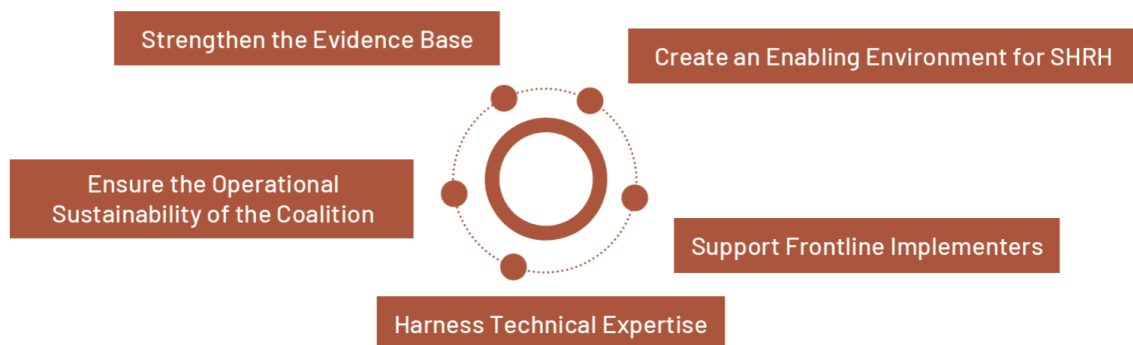 Strengthen the Evidence Base
Create an Enabling Environment for SHRH
Ensure the Operational
Sustainability of the Coalition
Support Frontline Implementers
Harness Technical Expertise